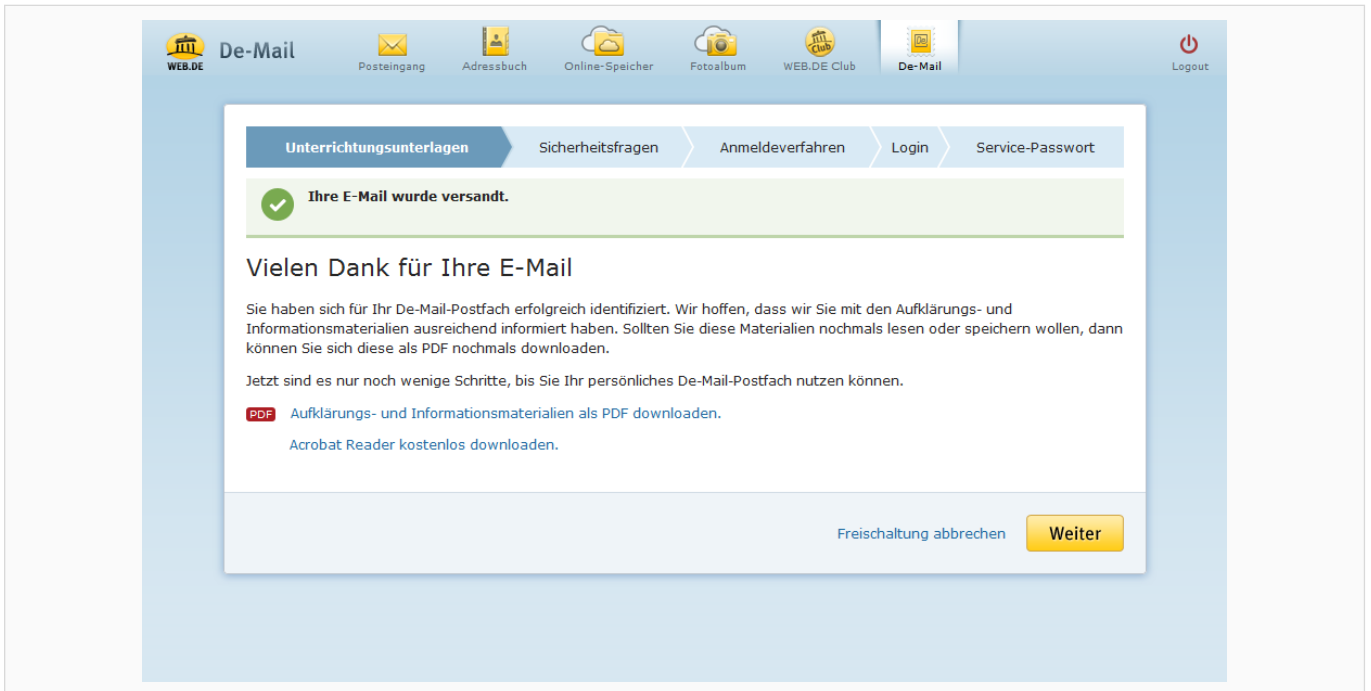 WEB.DE De-Mail
Posteingang
Adressbuch
Online-Speicher
Fotoalbum
Club
WEB.DE Club
De
De-Mail
Logout
Unterrichtungsunterlagen
Sicherheitsfragen
Anmeldeverfahren
Login
Service-Passwort
Ihre E-Mail wurde versandt.
Vielen Dank für Ihre E-Mail
Sie haben sich für Ihr De-Mail-Postfach erfolgreich identifiziert. Wir hoffen, dass wir Sie mit den Aufklärungs- und
Informationsmaterialien ausreichend informiert haben. Sollten Sie diese Materialien nochmals lesen oder speichern wollen, dann
können Sie sich diese als PDF nochmals downloaden.
Jetzt sind es nur noch wenige Schritte, bis Sie Ihr persönliches De-Mail-Postfach nutzen können.
PDF Aufklärungs- und Informationsmaterialien als PDF downloaden.
Acrobat Reader kostenlos downloaden.
Freischaltung abbrechen
Weiter